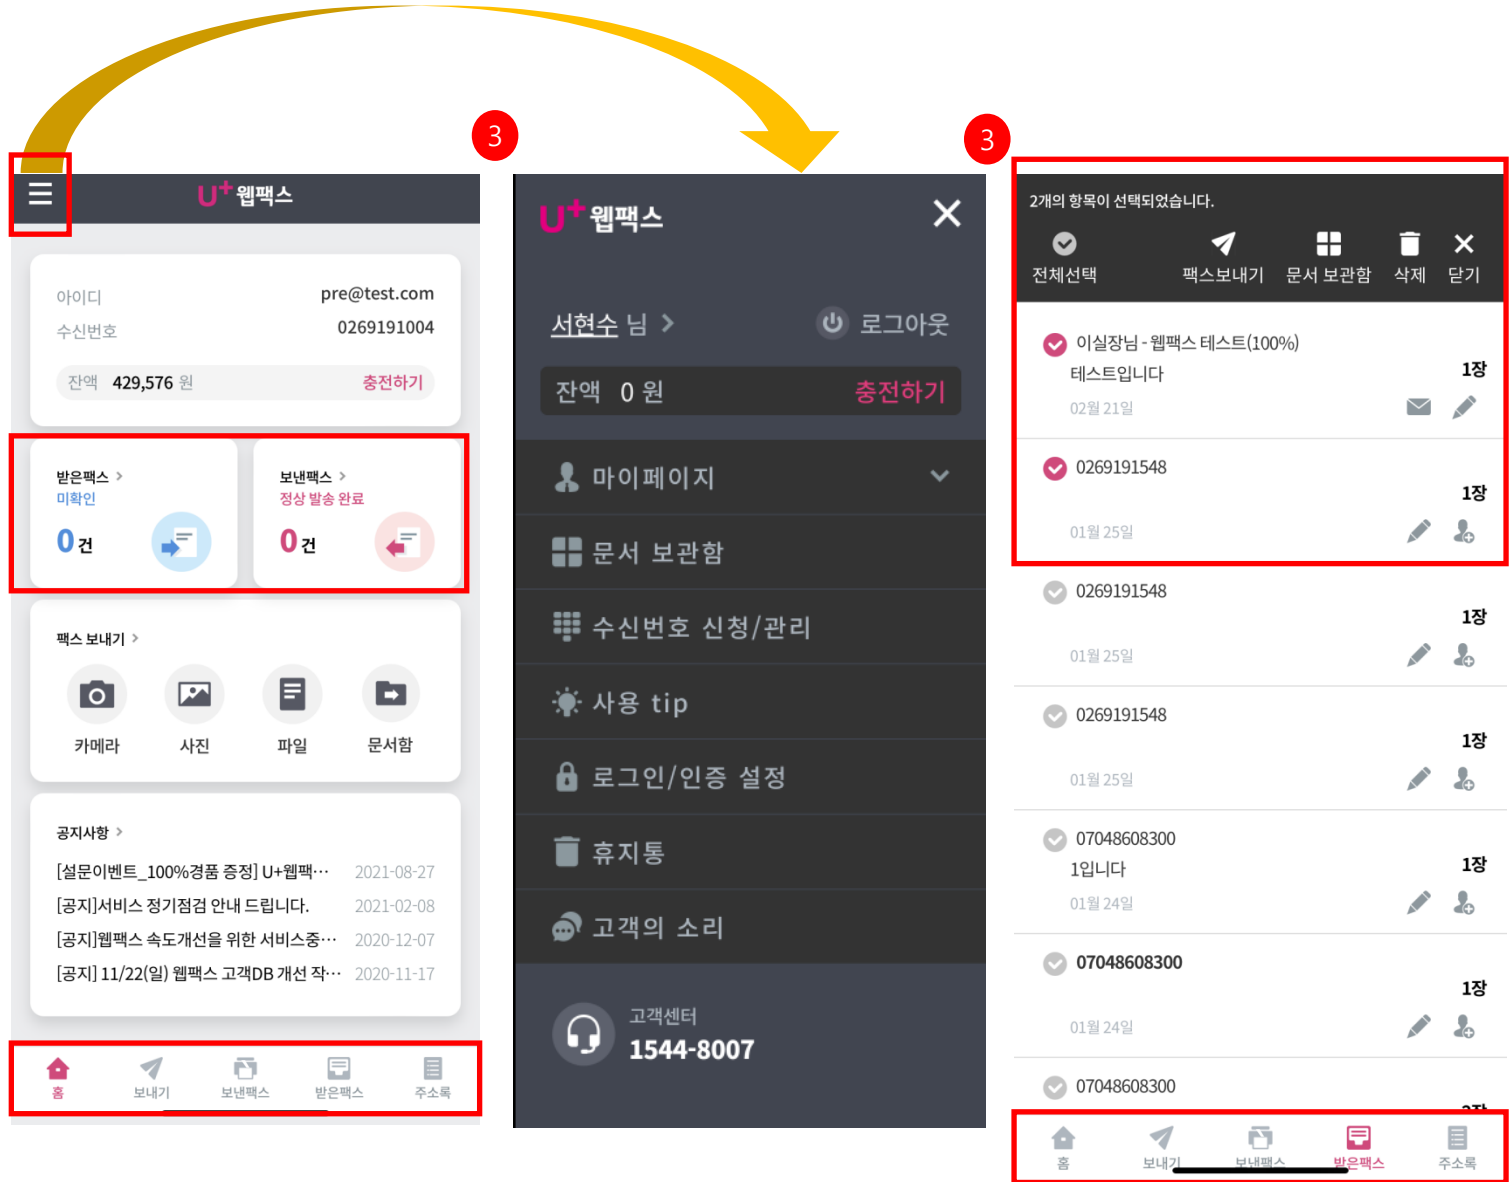 3
3
U+웹팩스
아이디 pre@test.com
수신번호 0269191004
잔액 429,576 원 충전하기
받은팩스 >
미확인
0 건
보낸팩스 >
정상 발송 완료
0 건
팩스 보내기 >
카메라 사진 파일 문서함
공지사항 >
[설문이벤트_100%경품 증정] U+웹팩… 2021-08-27
[공지]서비스 정기점검 안내 드립니다. 2021-02-08
[공지]웹팩스 속도개선을 위한 서비스중… 2020-12-07
[공지] 11/22(일) 웹팩스 고객DB 개선 작… 2020-11-17
홈 보내기 보낸팩스 받은팩스 주소록
U+웹팩스
서현수 님 > 로그아웃
잔액 0 원 충전하기
마이페이지
문서 보관함
수신번호 신청/관리
사용 tip
로그인/인증 설정
휴지통
고객의 소리
고객센터
1544-8007
2개의 항목이 선택되었습니다.
전체선택 팩스보내기 문서 보관함 삭제 닫기
이실장님 - 웹팩스 테스트(100%)
테스트입니다 1장
02월 21일
0269191548
1장
01월 25일
0269191548
1장
01월 25일
0269191548
1장
01월 25일
07048608300
1입니다 1장
01월 24일
07048608300
1장
01월 24일
07048608300
홈 보내기 보낸팩스 받은팩스 주소록